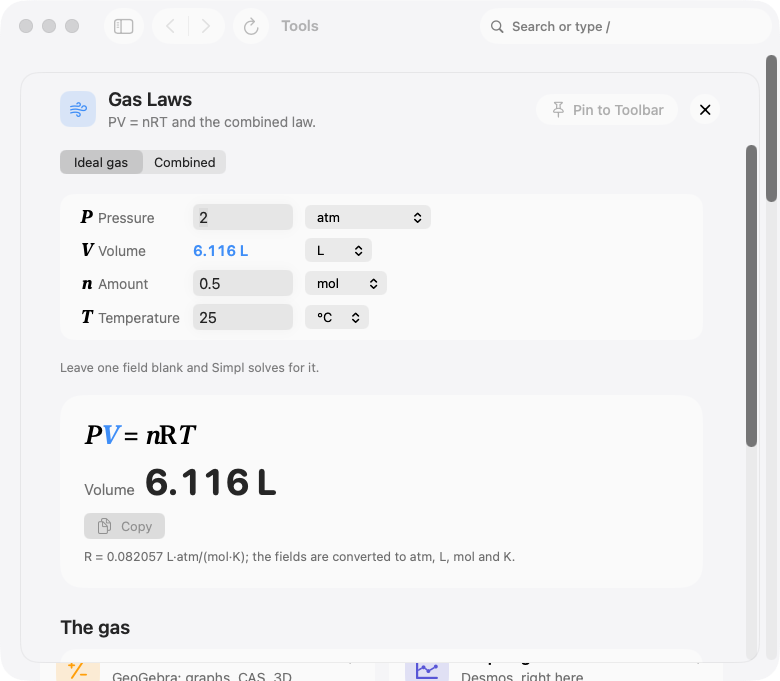 Tools
Search or type /
Gas Laws
PV = nRT and the combined law.
Pin to Toolbar
Ideal gas Combined
P Pressure 2 atm
V Volume 6.116 L L
n Amount 0.5 mol
T Temperature 25 °C
Leave one field blank and Simpl solves for it.
PV = nRT
Volume 6.116 L
Copy
R = 0.082057 L·atm/(mol·K); the fields are converted to atm, L, mol and K.
The gas
GeoGebra: graphs, CAS, 3D
Desmos, right here